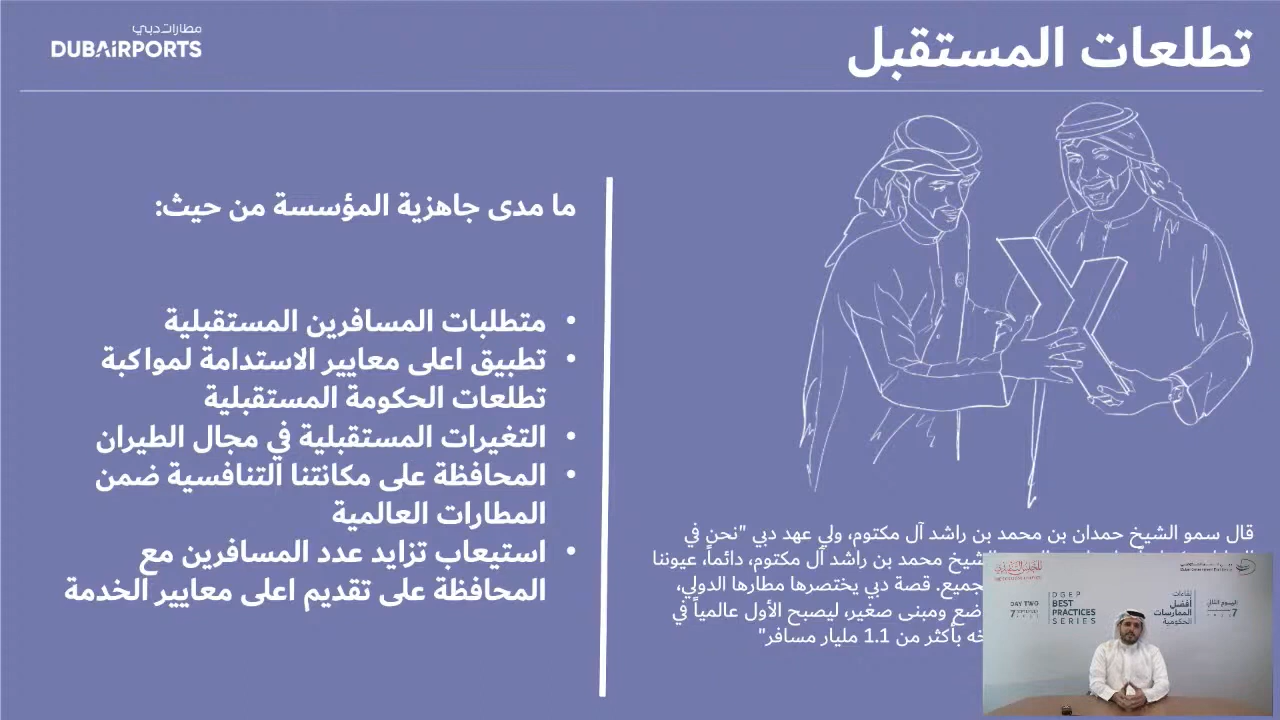 مطارات دبي
DUBAiRPORTS
تطلعات المستقبل
ما مدى جاهزية المؤسسة من حيث:
• متطلبات المسافرين المستقبلية
• تطبيق اعلى معايير الاستدامة لمواكبة
تطلعات الحكومة المستقبلية
• التغيرات المستقبلية في مجال الطيران
• المحافظة على مكانتنا التنافسية ضمن
المطارات العالمية
• استيعاب تزايد عدد المسافرين مع
المحافظة على تقديم اعلى معايير الخدمة
قال سمو الشيخ حمدان بن محمد بن راشد آل مكتوم، ولي عهد دبي "نحن في
الشيخ محمد بن راشد آل مكتوم، دائماً، عيوننا
قصة دبي يختصرها مطارها الدولي،
ومبنى صغير، ليصبح الأول عالمياً في
بأكثر من 1.1 مليار مسافر"
DAY TWO
7
DGEP
BEST
PRACTICES
SERIES
لقاءات
أفضل
الممارسات
الحكومية
اليوم الثاني
7